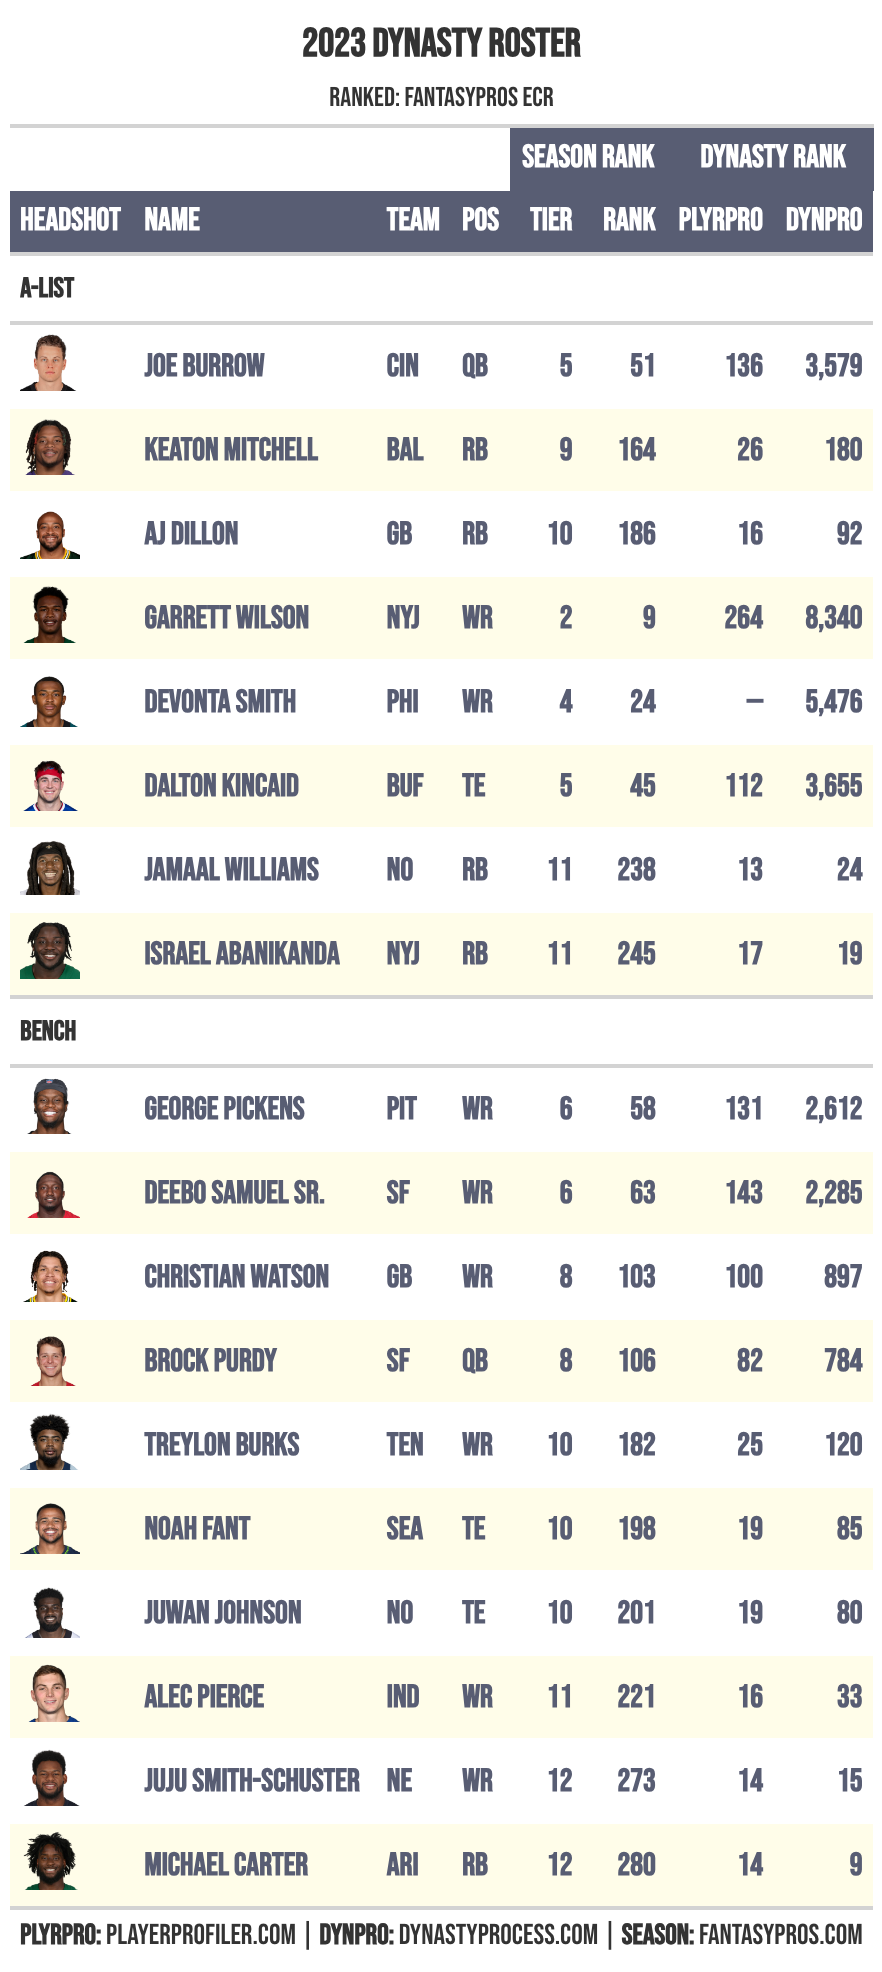 2023 DYNASTY ROSTER
RANKED: FANTASYPROS ECR
SEASON RANK DYNASTY RANK
HEADSHOT NAME TEAM POS TIER RANK PLYRPRO DYNPRO
A-LIST
JOE BURROW CIN QB 5 51 136 3,579
KEATON MITCHELL BAL RB 9 164 26 180
AJ DILLON GB RB 10 186 16 92
GARRETT WILSON NYJ WR 2 9 264 8,340
DEVONTA SMITH PHI WR 4 24 — 5,476
DALTON KINCAID BUF TE 5 45 112 3,655
JAMAAL WILLIAMS NO RB 11 238 13 24
ISRAEL ABANIKANDA NYJ RB 11 245 17 19
BENCH
GEORGE PICKENS PIT WR 6 58 131 2,612
DEEBO SAMUEL SR. SF WR 6 63 143 2,285
CHRISTIAN WATSON GB WR 8 103 100 897
BROCK PURDY SF QB 8 106 82 784
TREYLON BURKS TEN WR 10 182 25 120
NOAH FANT SEA TE 10 198 19 85
JUWAN JOHNSON NO TE 10 201 19 80
ALEC PIERCE IND WR 11 221 16 33
JUJU SMITH-SCHUSTER NE WR 12 273 14 15
MICHAEL CARTER ARI RB 12 280 14 9
PLYRPRO: PLAYERPROFILER.COM | DYNPRO: DYNASTYPROCESS.COM | SEASON: FANTASYPROS.COM